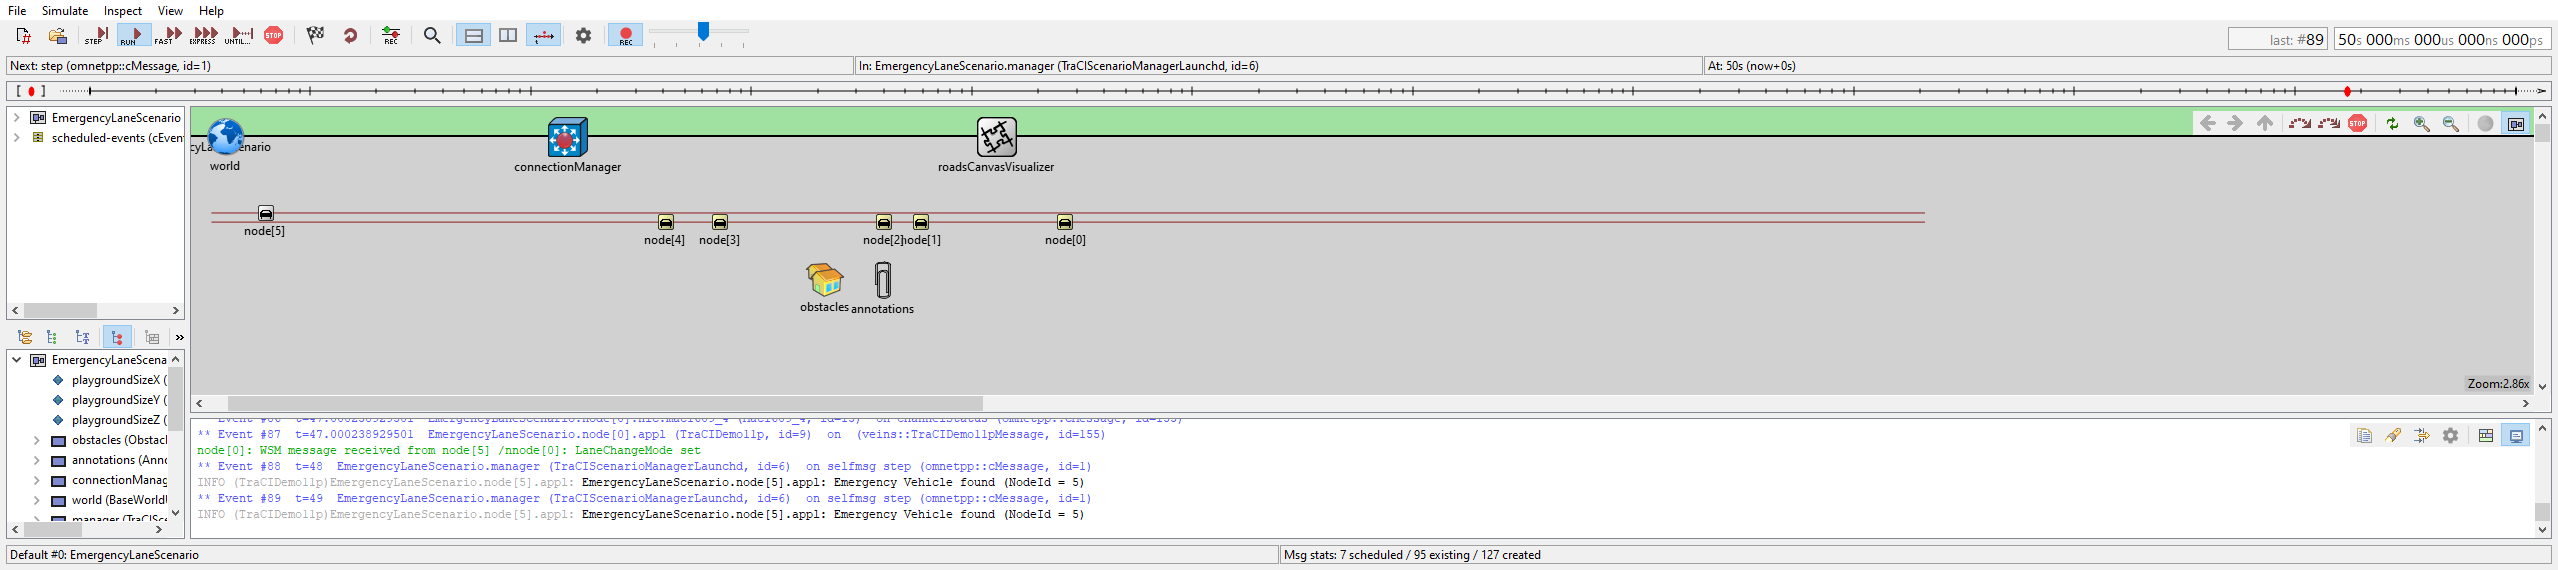 File Simulate Inspect View Help
STEP RUN FAST EXPRESS UNTIL... STOP REC REC
last: #89 50s 000ms 000us 000ns 000ps
Next: step (omnetpp::cMessage, id=1) In: EmergencyLaneScenario.manager (TraCIScenarioManagerLaunchd, id=6) At: 50s (now+0s)
EmergencyLaneScenario
scheduled-events (cEven
STOP
world
connectionManager
roadsCanvasVisualizer
node[5]
node[4] node[3] node[2] node[1] node[0]
obstacles annotations
Zoom:2.86x
EmergencyLaneScena
playgroundSizeX (
playgroundSizeY (
playgroundSizeZ (
obstacles (Obstacl
annotations (Anno
connectionManag
world (BaseWorldU
manager (TraCISce
** Event #87 t=47.000238929501 EmergencyLaneScenario.node[0].appl (TraCIDemo11p, id=9) on (veins::TraCIDemo11pMessage, id=155)
node[0]: WSM message received from node[5] /nnode[0]: LaneChangeMode set
** Event #88 t=48 EmergencyLaneScenario.manager (TraCIScenarioManagerLaunchd, id=6) on selfmsg step (omnetpp::cMessage, id=1)
INFO (TraCIDemo11p)EmergencyLaneScenario.node[5].appl: EmergencyLaneScenario.node[5].appl: Emergency Vehicle found (NodeId = 5)
** Event #89 t=49 EmergencyLaneScenario.manager (TraCIScenarioManagerLaunchd, id=6) on selfmsg step (omnetpp::cMessage, id=1)
INFO (TraCIDemo11p)EmergencyLaneScenario.node[5].appl: EmergencyLaneScenario.node[5].appl: Emergency Vehicle found (NodeId = 5)
Default #0: EmergencyLaneScenario Msg stats: 7 scheduled / 95 existing / 127 created